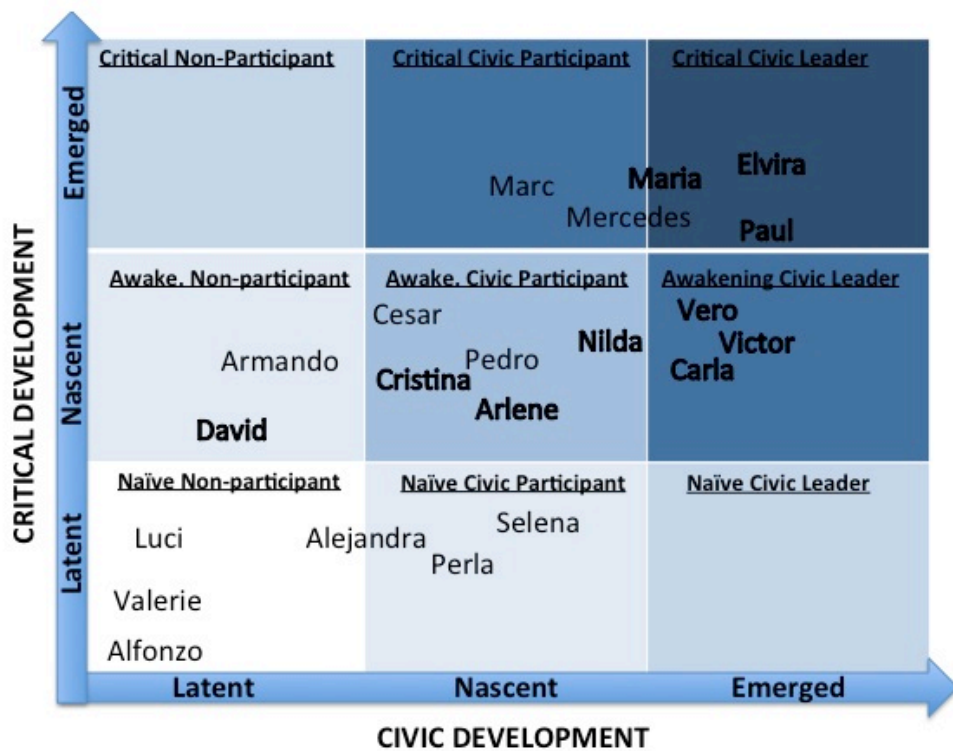 Critical Non-Participant
Critical Civic Participant
Critical Civic Leader
Marc
Maria
Elvira
Mercedes
Paul
Awake. Non-participant
Awake. Civic Participant
Awakening Civic Leader
Armando
David
Cesar
Nilda
Pedro
Cristina
Arlene
Vero
Victor
Carla
Naïve Non-participant
Naïve Civic Participant
Naïve Civic Leader
Luci
Alejandra
Selena
Perla
Valerie
Alfonzo
Emerged
Nascent
Latent
CRITICAL DEVELOPMENT
Latent
Nascent
Emerged
CIVIC DEVELOPMENT